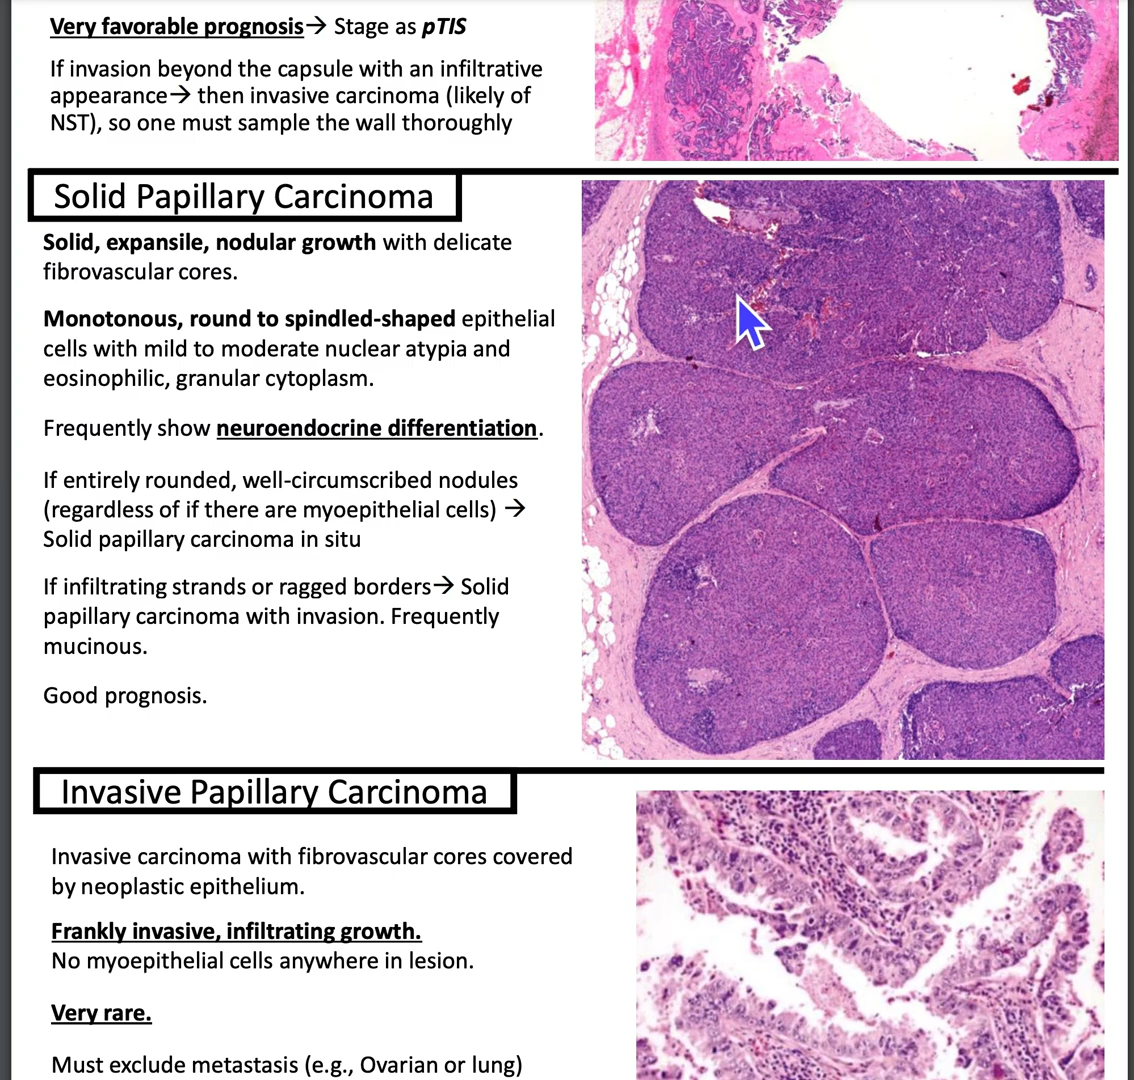 Very favorable prognosis→ Stage as pTIS
If invasion beyond the capsule with an infiltrative
appearance→ then invasive carcinoma (likely of
NST), so one must sample the wall thoroughly
Solid Papillary Carcinoma
Solid, expansile, nodular growth with delicate
fibrovascular cores.
Monotonous, round to spindled-shaped epithelial
cells with mild to moderate nuclear atypia and
eosinophilic, granular cytoplasm.
Frequently show neuroendocrine differentiation.
If entirely rounded, well-circumscribed nodules
(regardless of if there are myoepithelial cells) →
Solid papillary carcinoma in situ
If infiltrating strands or ragged borders→ Solid
papillary carcinoma with invasion. Frequently
mucinous.
Good prognosis.
Invasive Papillary Carcinoma
Invasive carcinoma with fibrovascular cores covered
by neoplastic epithelium.
Frankly invasive, infiltrating growth.
No myoepithelial cells anywhere in lesion.
Very rare.
Must exclude metastasis (e.g., Ovarian or lung)